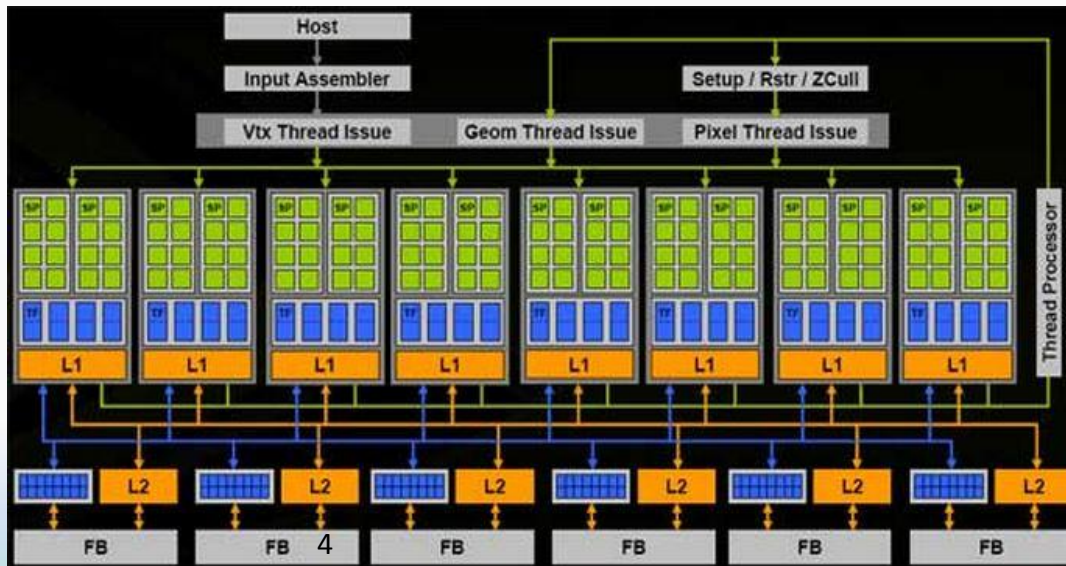 Host
Input Assembler
Setup / Rstr / ZCull
Vtx Thread Issue
Geom Thread Issue
Pixel Thread Issue
SP SP SP SP SP SP SP SP SP SP SP SP SP SP SP SP
Thread Processor
TF TF TF TF TF TF TF TF
L1 L1 L1 L1 L1 L1 L1 L1
L2 L2 L2 L2 L2 L2
FB FB 4 FB FB FB FB